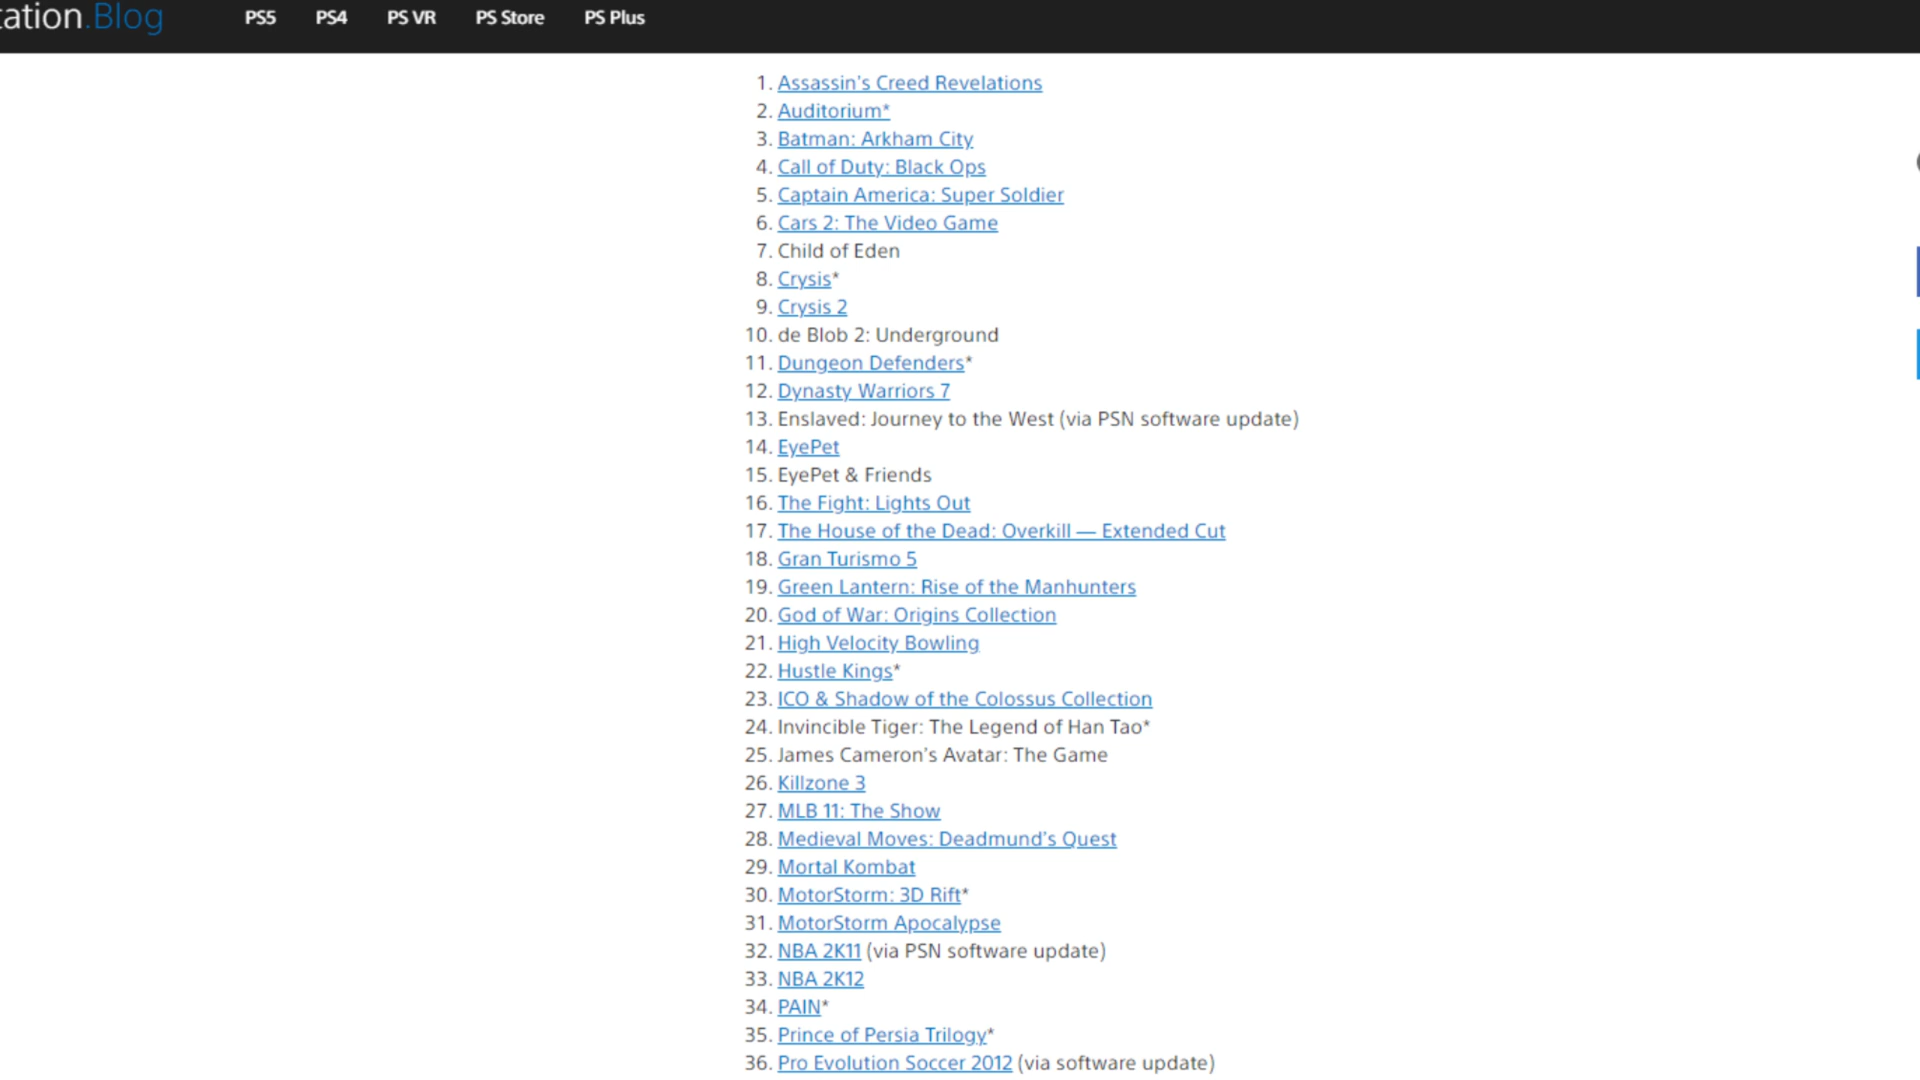 tation.Blog PS5 PS4 PS VR PS Store PS Plus
1. Assassin's Creed Revelations
2. Auditorium*
3. Batman: Arkham City
4. Call of Duty: Black Ops
5. Captain America: Super Soldier
6. Cars 2: The Video Game
7. Child of Eden
8. Crysis*
9. Crysis 2
10. de Blob 2: Underground
11. Dungeon Defenders*
12. Dynasty Warriors 7
13. Enslaved: Journey to the West (via PSN software update)
14. EyePet
15. EyePet & Friends
16. The Fight: Lights Out
17. The House of the Dead: Overkill — Extended Cut
18. Gran Turismo 5
19. Green Lantern: Rise of the Manhunters
20. God of War: Origins Collection
21. High Velocity Bowling
22. Hustle Kings*
23. ICO & Shadow of the Colossus Collection
24. Invincible Tiger: The Legend of Han Tao*
25. James Cameron's Avatar: The Game
26. Killzone 3
27. MLB 11: The Show
28. Medieval Moves: Deadmund's Quest
29. Mortal Kombat
30. MotorStorm: 3D Rift*
31. MotorStorm Apocalypse
32. NBA 2K11 (via PSN software update)
33. NBA 2K12
34. PAIN*
35. Prince of Persia Trilogy*
36. Pro Evolution Soccer 2012 (via software update)